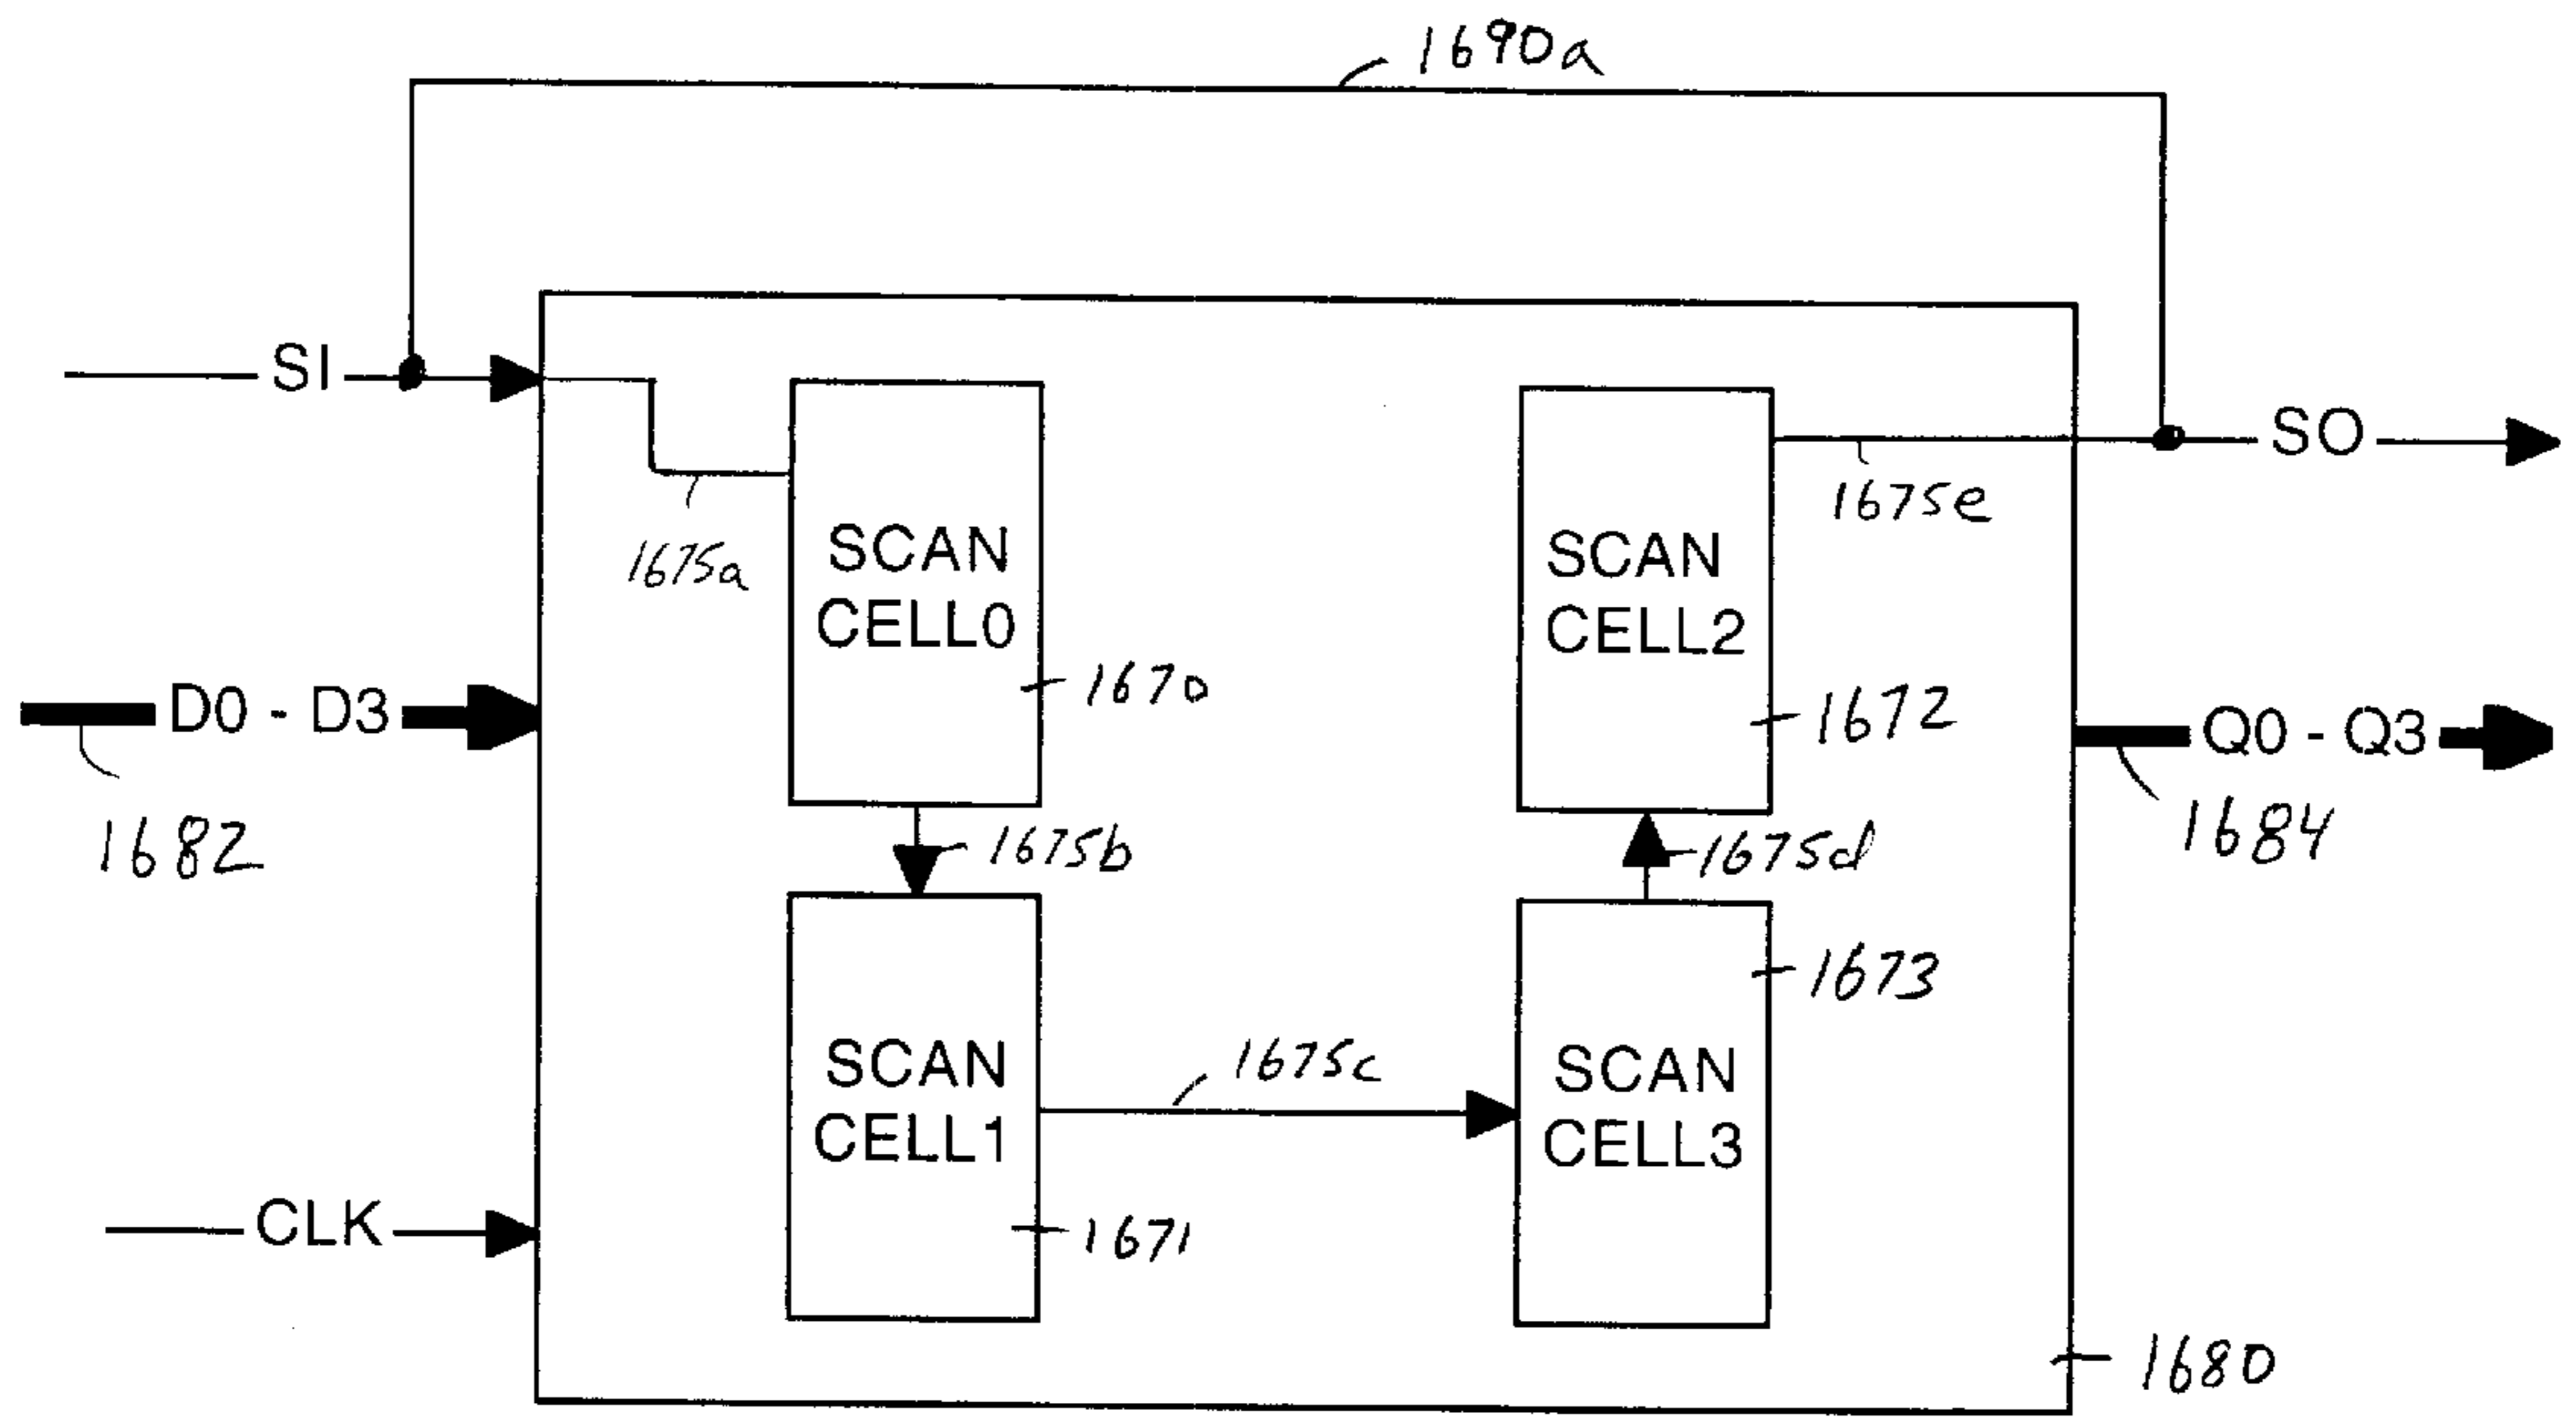 1690a
SI
SO
1675a
1675e
SCAN
CELL0
SCAN
CELL2
1670
1672
D0 - D3
Q0 - Q3
1682
1684
1675b
1675d
1673
SCAN
CELL1
1675c
SCAN
CELL3
CLK
1671
1680